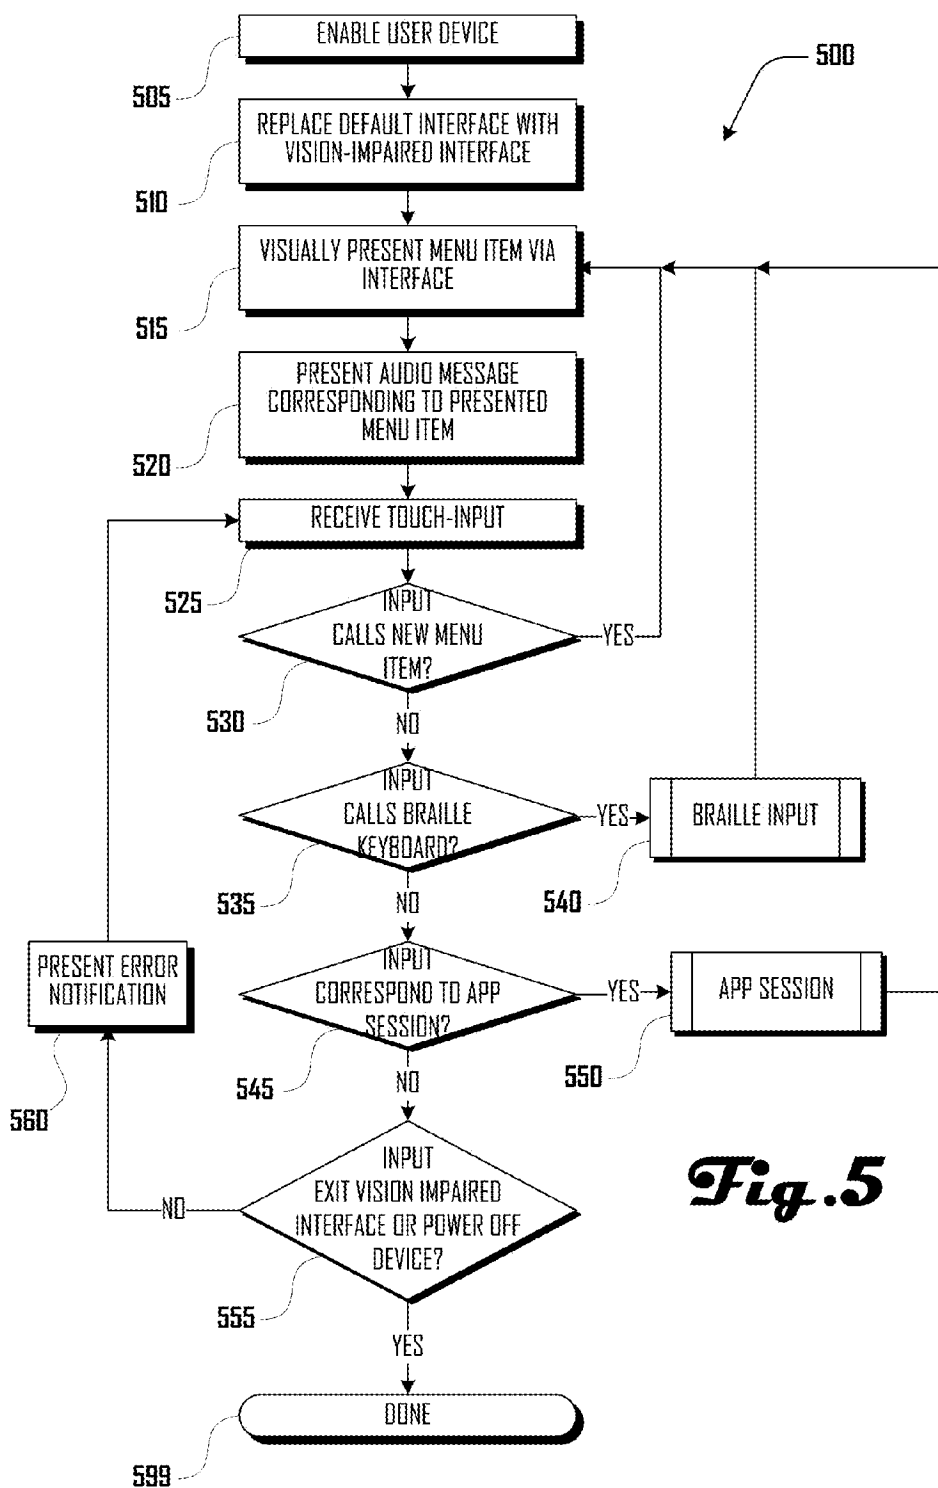 ENABLE USER DEVICE
500
505
REPLACE DEFAULT INTERFACE WITH
VISION-IMPAIRED INTERFACE
510
VISUALLY PRESENT MENU ITEM VIA
INTERFACE
515
PRESENT AUDIO MESSAGE
CORRESPONDING TO PRESENTED
MENU ITEM
520
RECEIVE TOUCH-INPUT
525
INPUT
CALLS NEW MENU
ITEM?
YES
530
NO
INPUT
CALLS BRAILLE
KEYBOARD?
YES
BRAILLE INPUT
535
540
NO
INPUT
CORRESPOND TO APP
SESSION?
YES
APP SESSION
545
550
NO
PRESENT ERROR
NOTIFICATION
560
INPUT
EXIT VISION IMPAIRED
INTERFACE OR POWER OFF
DEVICE?
NO
555
YES
DONE
599
Fig.5